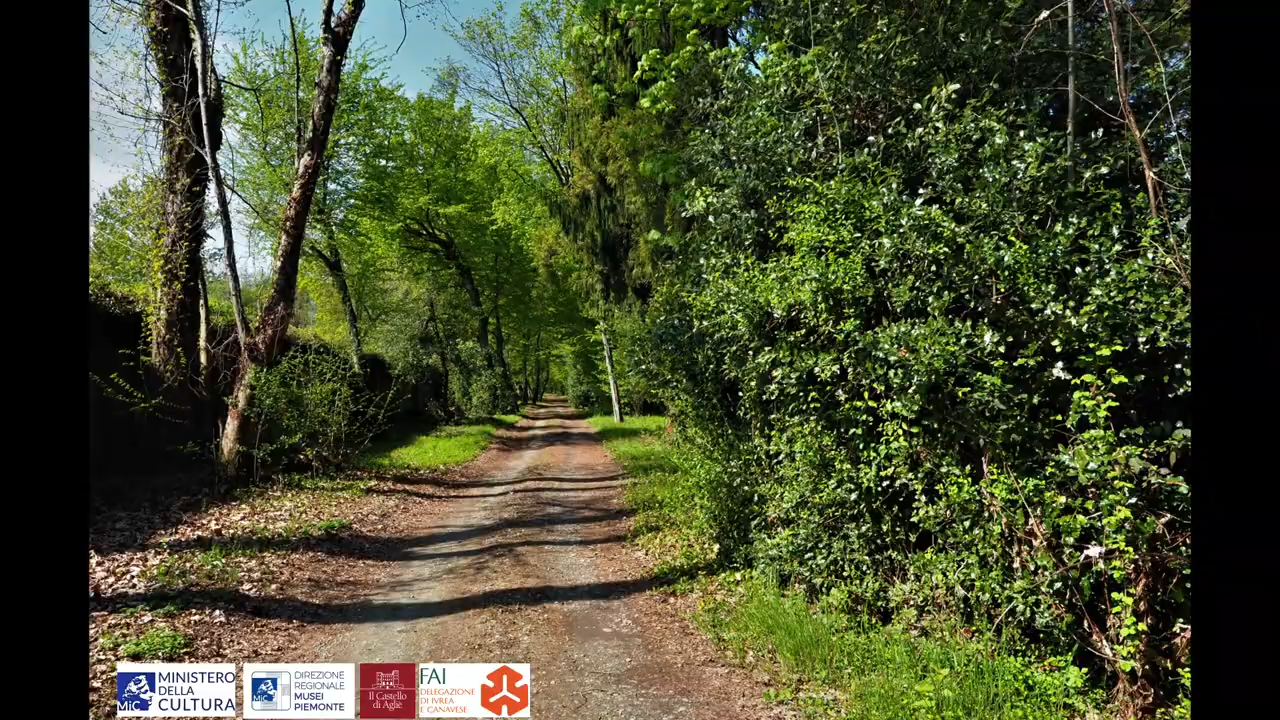 MiC
MINISTERO
DELLA
CULTURA
MiC
DIREZIONE
REGIONALE
MUSEI
PIEMONTE
Il Castello
di Agliè
FAI
DELEGAZIONE
DI IVREA
E CANAVESE